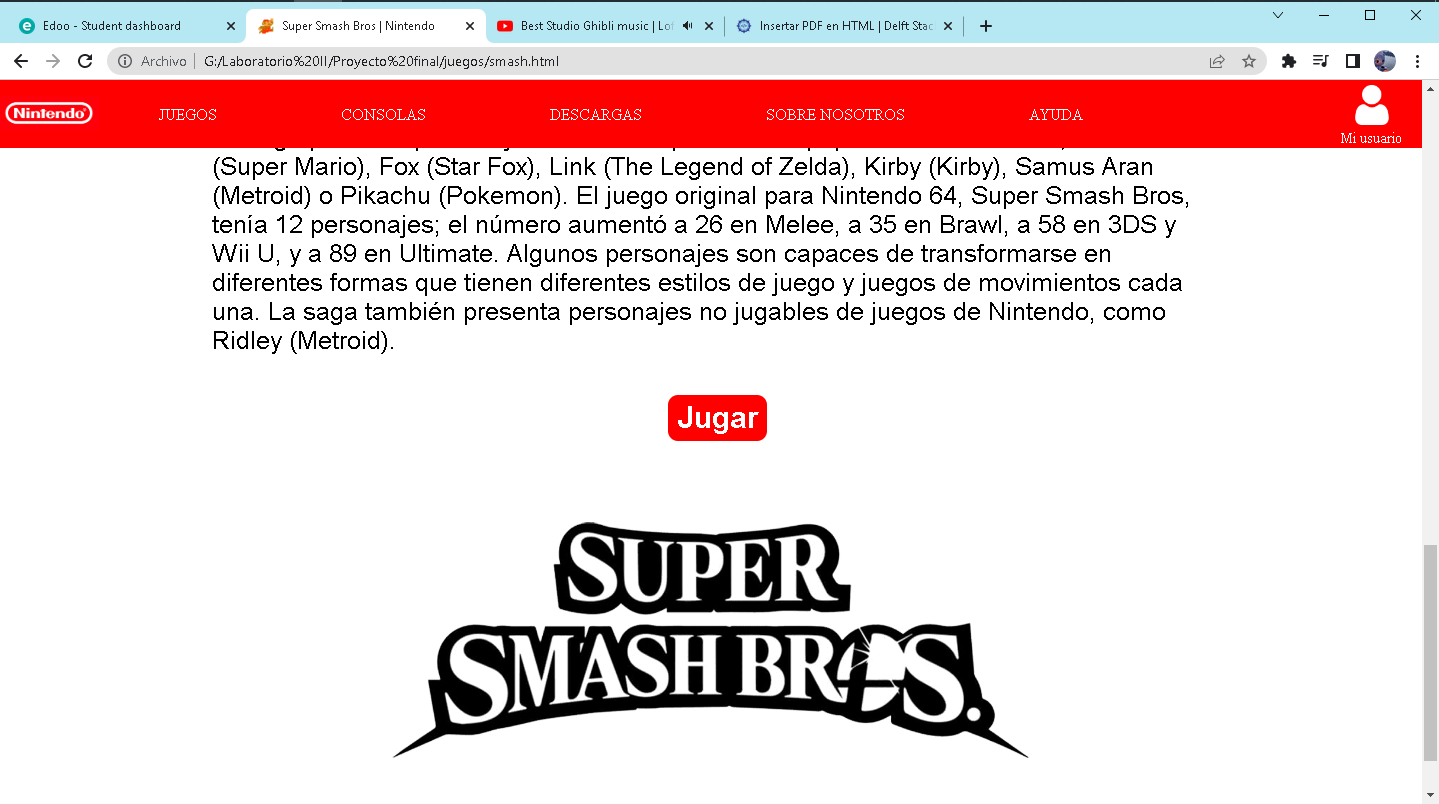 Edoo - Student dashboard
Super Smash Bros | Nintendo
Best Studio Ghibli music | Lo
Insertar PDF en HTML | Delft Stac
Archivo
G:/Laboratorio%20II/Proyecto%20final/juegos/smash.html
Nintendo
JUEGOS
CONSOLAS
DESCARGAS
SOBRE NOSOTROS
AYUDA
Mi usuario
(Super Mario), Fox (Star Fox), Link (The Legend of Zelda), Kirby (Kirby), Samus Aran
(Metroid) o Pikachu (Pokemon). El juego original para Nintendo 64, Super Smash Bros,
tenía 12 personajes; el número aumentó a 26 en Melee, a 35 en Brawl, a 58 en 3DS y
Wii U, y a 89 en Ultimate. Algunos personajes son capaces de transformarse en
diferentes formas que tienen diferentes estilos de juego y juegos de movimientos cada
una. La saga también presenta personajes no jugables de juegos de Nintendo, como
Ridley (Metroid).
Jugar
SUPER
SMASH BROS.